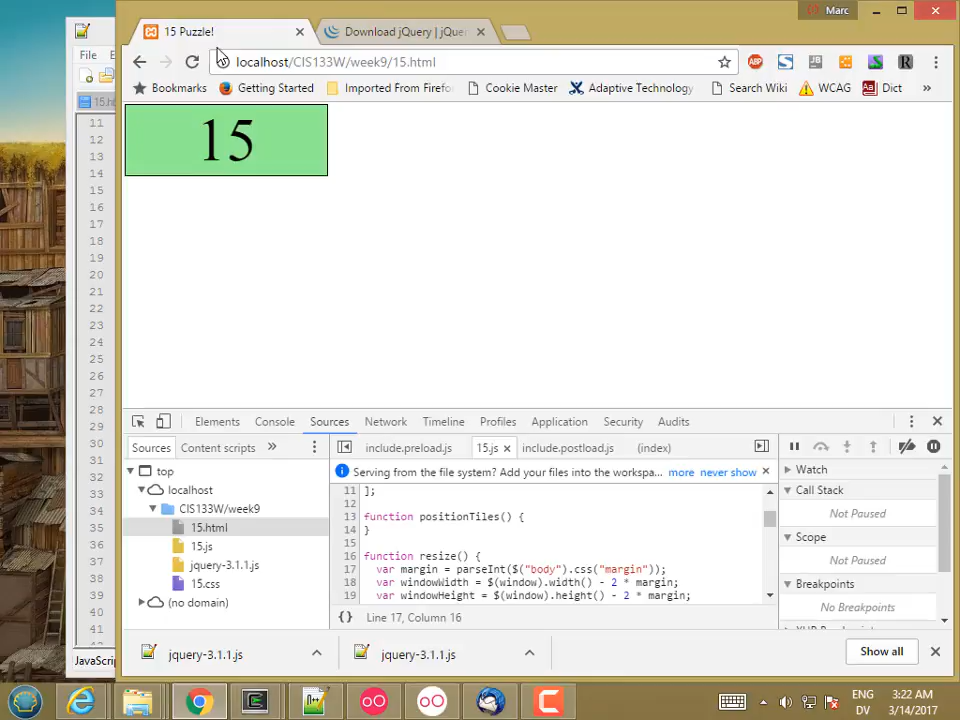 Marc
15 Puzzle!
Download jQuery | jQue
File
localhost/CIS133W/week9/15.html
Bookmarks
Getting Started
Imported From Firefo
Cookie Master
Adaptive Technology
Search Wiki
WCAG
Dict
»
15.h
15
11
12
13
14
15
16
17
18
19
20
21
22
23
24
25
26
27
28
29
30
31
32
33
34
35
36
37
38
39
40
41
Elements
Console
Sources
Network
Timeline
Profiles
Application
Security
Audits
Sources
Content scripts
»
include.preload.js
15.js
include.postload.js
(index)
top
localhost
CIS133W/week9
15.html
15.js
jquery-3.1.1.js
15.css
(no domain)
Serving from the file system? Add your files into the workspa...
more
never show
11 ];
12
13 function positionTiles() {
14 }
15
16 function resize() {
17 var margin = parseInt($("body").css("margin"));
18 var windowWidth = $(window).width() - 2 * margin;
19 var windowHeight = $(window).height() - 2 * margin;
{} Line 17, Column 16
Watch
Call Stack
Not Paused
Scope
Not Paused
Breakpoints
No Breakpoints
jquery-3.1.1.js
jquery-3.1.1.js
Show all
JavaScrip
ENG
DV
3:22 AM
3/14/2017